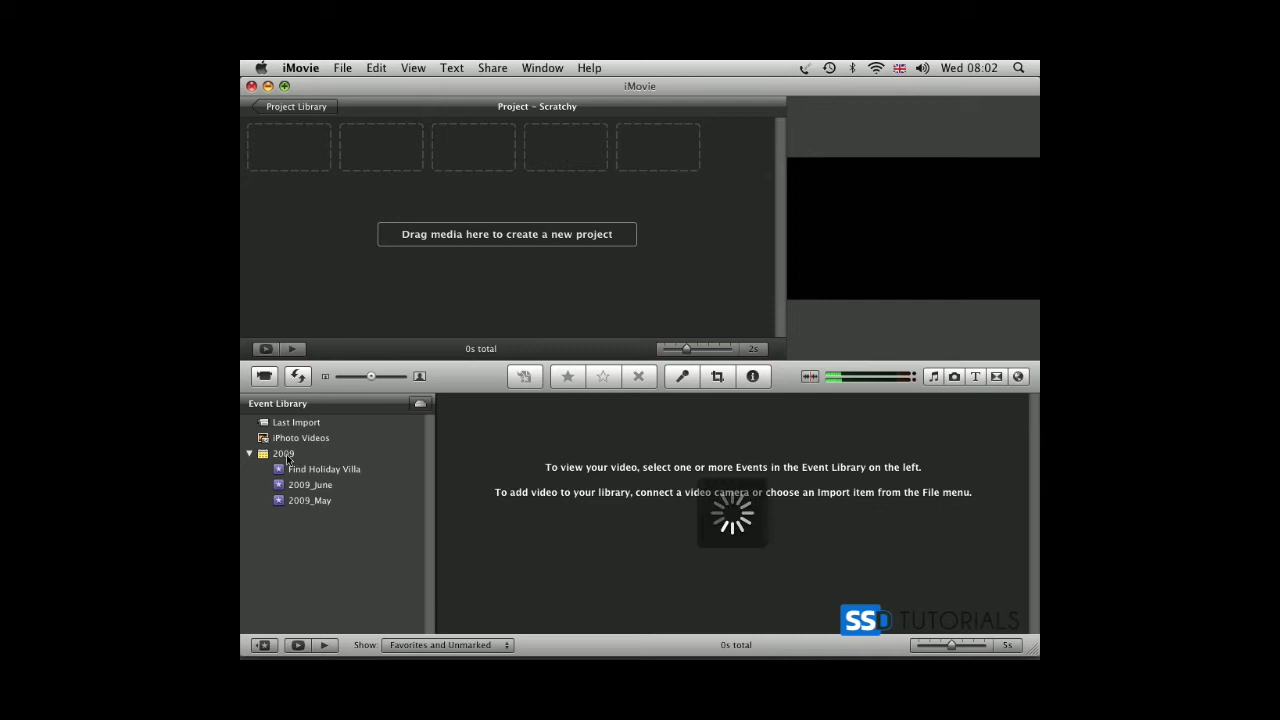 iMovie File Edit View Text Share Window Help Wed 08:02
iMovie
Project Library
Project - Scratchy
Drag media here to create a new project
0s total
2s
Event Library
Last Import
iPhoto Videos
2009
Find Holiday Villa
2009_June
2009_May
To view your video, select one or more Events in the Event Library on the left.
To add video to your library, connect a video camera or choose an Import item from the File menu.
SSD TUTORIALS
Show: Favorites and Unmarked
0s total
5s